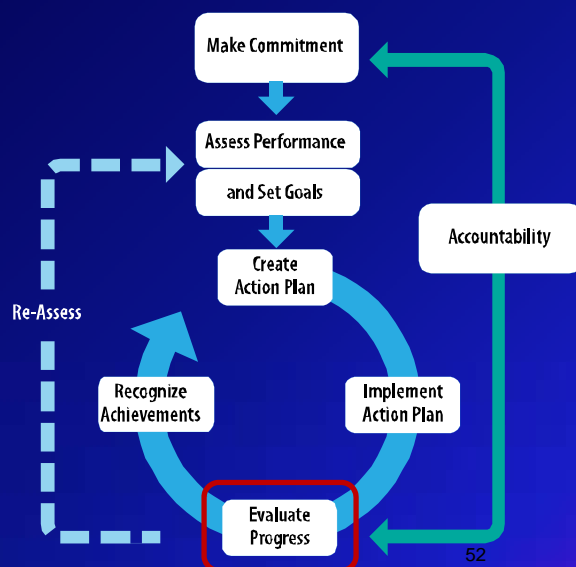 Make Commitment
Assess Performance
and Set Goals
Create
Action Plan
Accountability
Re-Assess
Recognize
Achievements
Implement
Action Plan
Evaluate
Progress
52